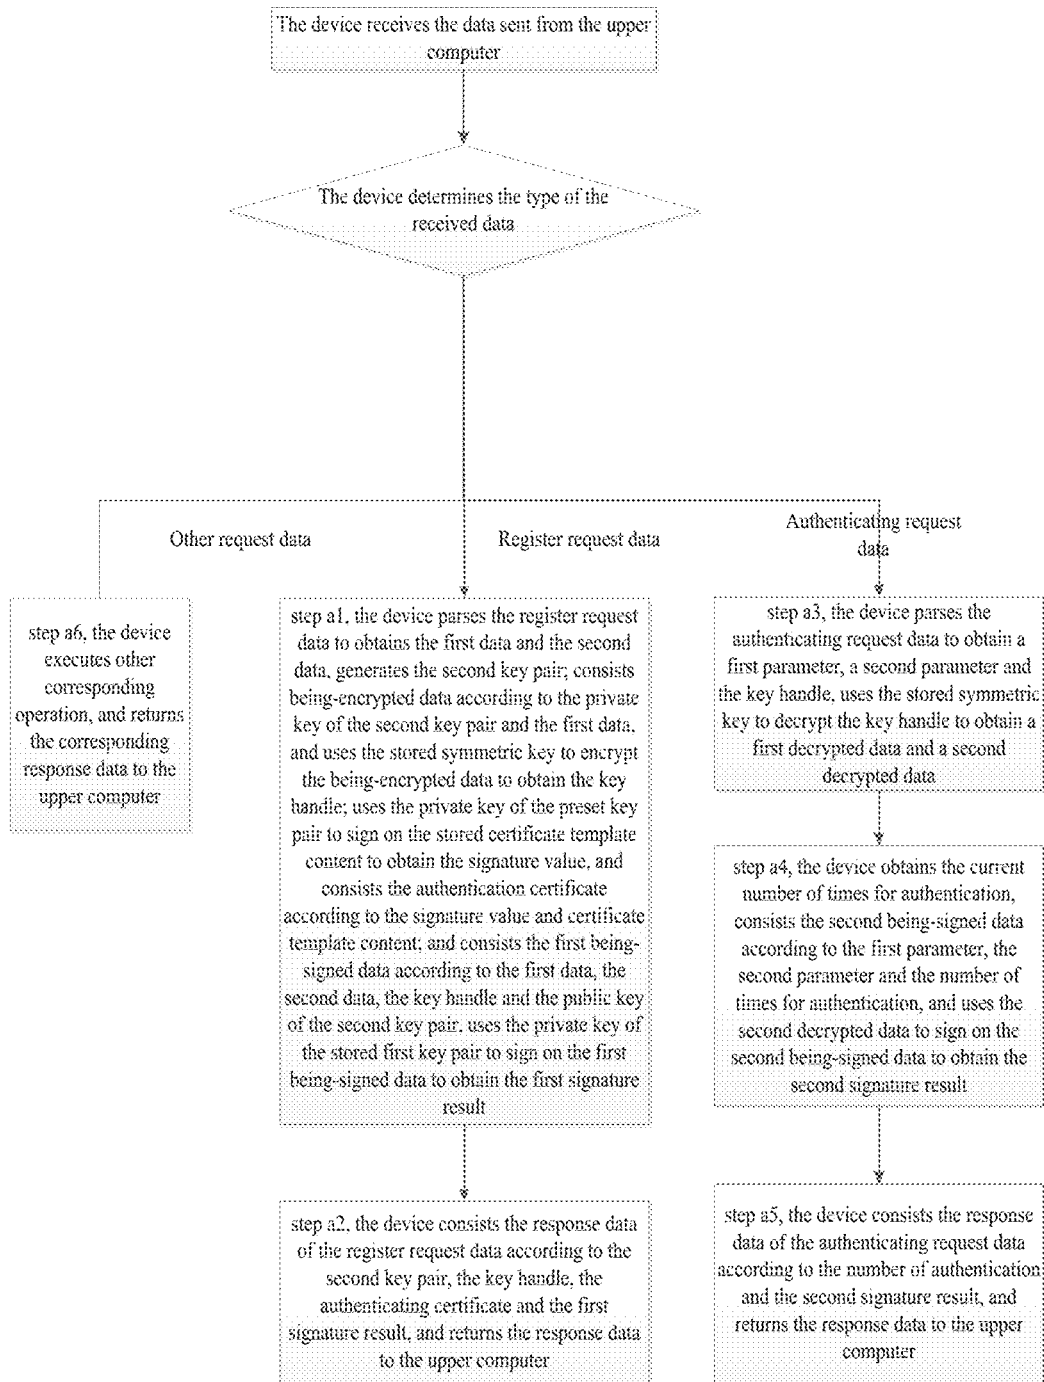 The device receives the data sent from the upper
computer
The device determines the type of the
received data
Other request data
Register request data
Authenticating request
data
step a6, the device
executes other
corresponding
operation, and returns
the corresponding
response data to the
upper computer
step a1, the device parses the register request
data to obtains the first data and the second
data, generates the second key pair; consists
being-encrypted data according to the private
key of the second key pair and the first data,
and uses the stored symmetric key to encrypt
the being-encrypted data to obtain the key
handle; uses the private key of the preset key
pair to sign on the stored certificate template
content to obtain the signature value, and
consists the authentication certificate
according to the signature value and certificate
template content; and consists the first being-
signed data according to the first data, the
second data, the key handle and the public key
of the second key pair, uses the private key of
the stored first key pair to sign on the first
being-signed data to obtain the first signature
result
step a3, the device parses the
authenticating request data to obtain a
first parameter, a second parameter and
the key handle, uses the stored symmetric
key to decrypt the key handle to obtain a
first decrypted data and a second
decrypted data
step a4, the device obtains the current
number of times for authentication,
consists the second being-signed data
according to the first parameter, the
second parameter and the number of
times for authentication, and uses the
second decrypted data to sign on the
second being-signed data to obtain the
second signature result
step a2, the device consists the response data
of the register request data according to the
second key pair, the key handle, the
authenticating certificate and the first
signature result, and returns the response data
to the upper computer
step a5, the device consists the response
data of the authenticating request data
according to the number of authentication
and the second signature result, and
returns the response data to the upper
computer